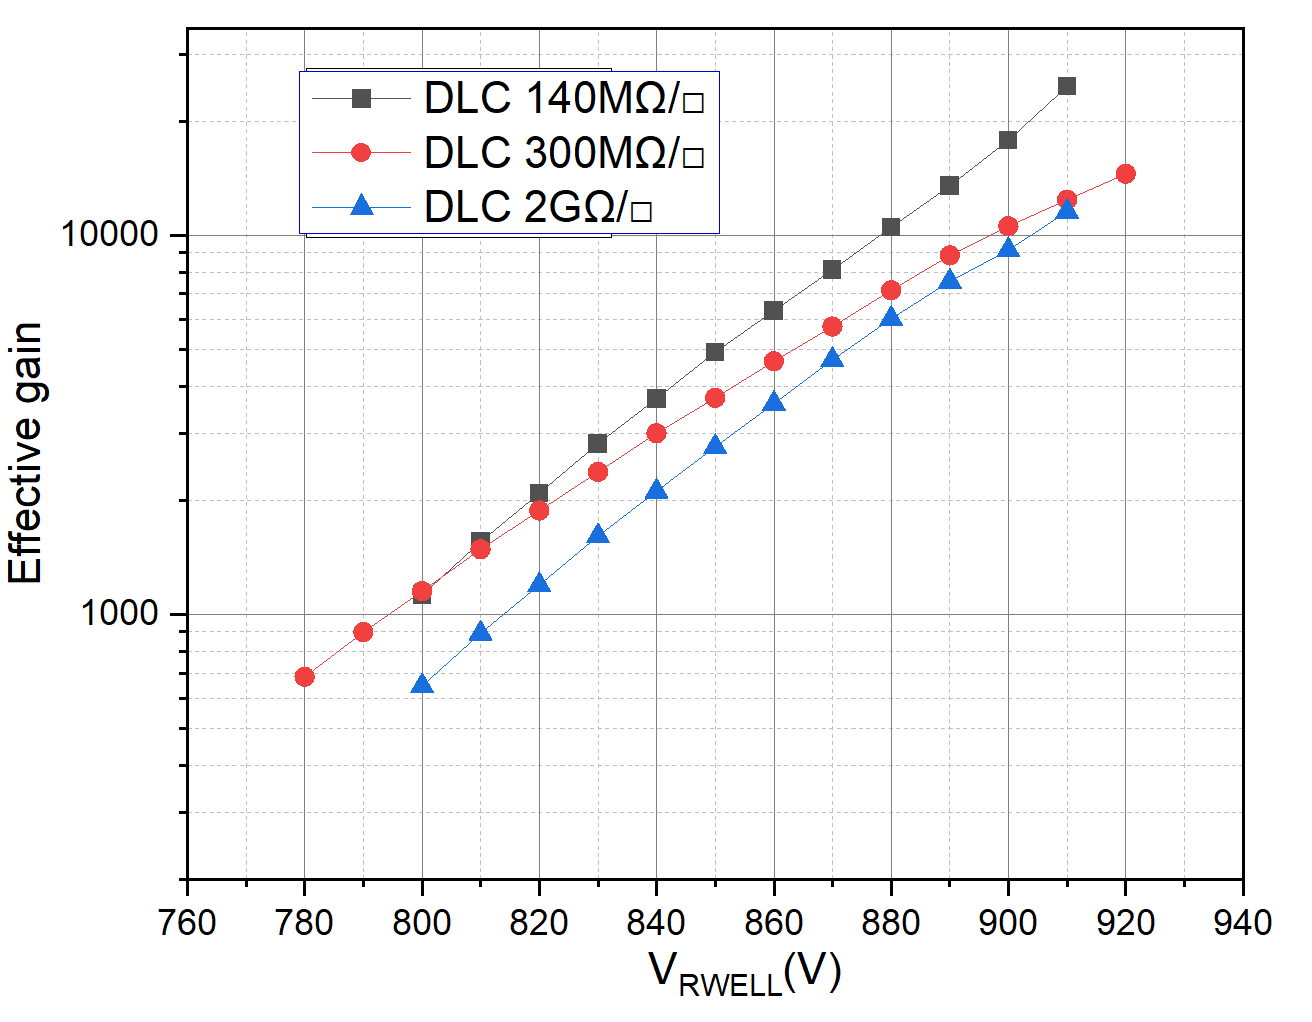 DLC 140MΩ/□
DLC 300MΩ/□
DLC 2GΩ/□
10000
1000
Effective gain
760 780 800 820 840 860 880 900 920 940
V_RWELL(V)